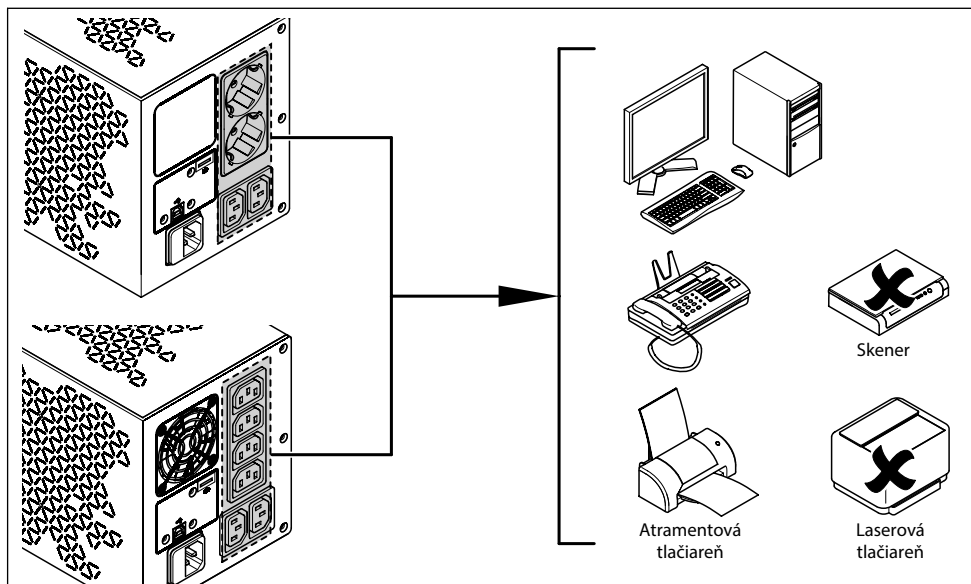 Skener
Atramentová
tlačiareň
Laserová
tlačiareň